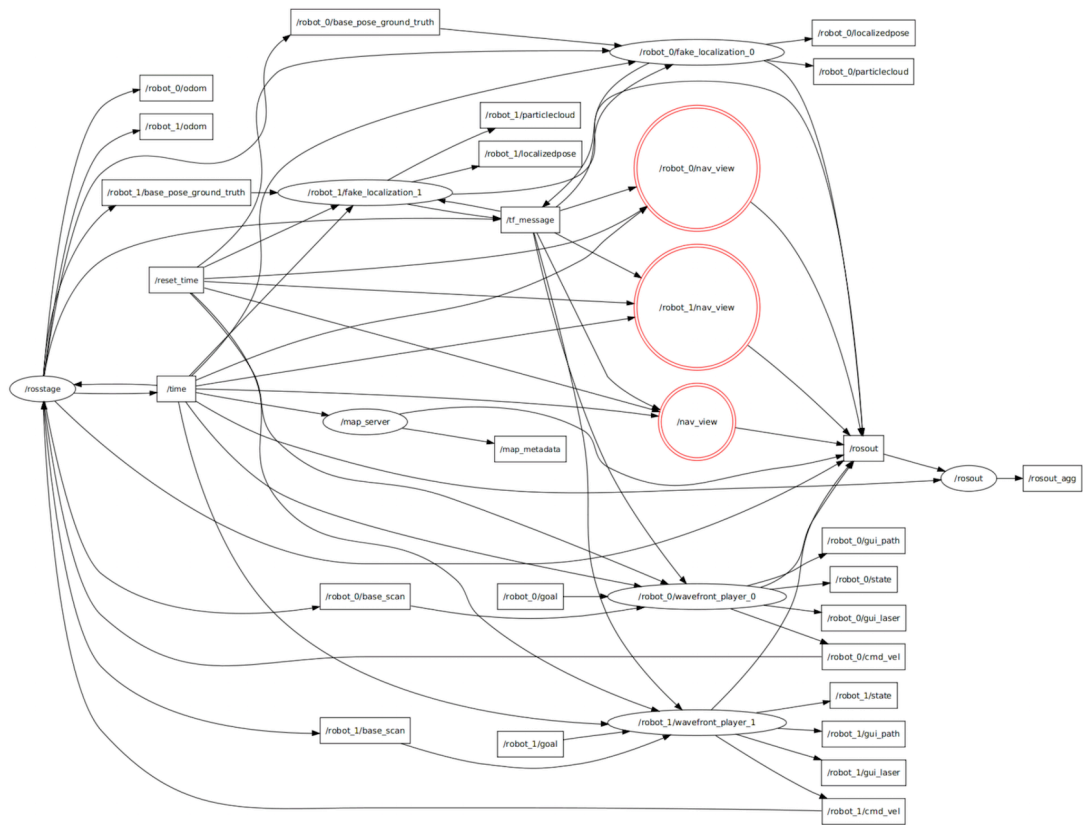 /robot_0/base_pose_ground_truth
/robot_0/localizedpose
/robot_0/fake_localization_0
/robot_0/particlecloud
/robot_0/odom
/robot_1/particlecloud
/robot_1/odom
/robot_1/localizedpose
/robot_0/nav_view
/robot_1/base_pose_ground_truth
/robot_1/fake_localization_1
/tf_message
/reset_time
/robot_1/nav_view
/rosstage
/time
/map_server
/nav_view
/map_metadata
/rosout
/rosout
/rosout_agg
/robot_0/gui_path
/robot_0/state
/robot_0/base_scan
/robot_0/goal
/robot_0/wavefront_player_0
/robot_0/gui_laser
/robot_0/cmd_vel
/robot_1/state
/robot_1/base_scan
/robot_1/wavefront_player_1
/robot_1/gui_path
/robot_1/goal
/robot_1/gui_laser
/robot_1/cmd_vel